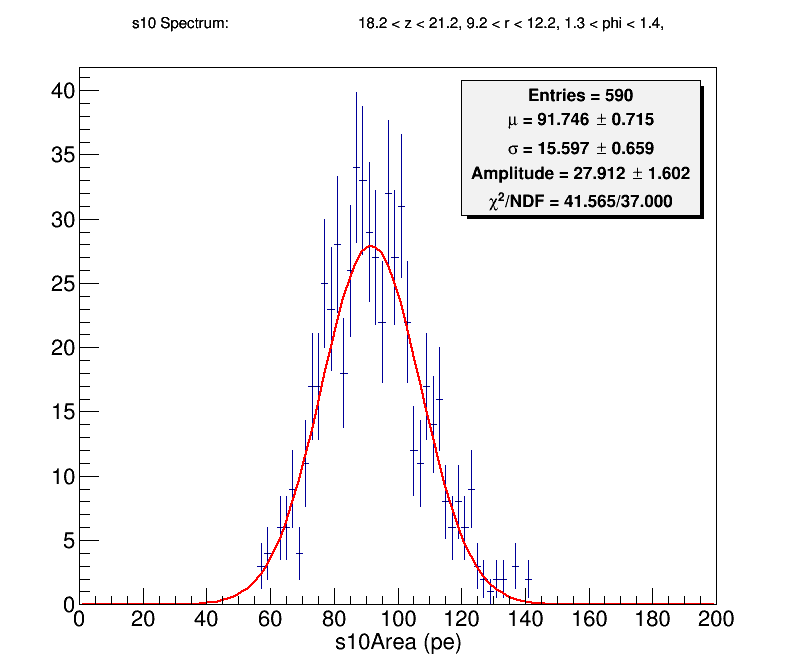 s10 Spectrum: 18.2 < z < 21.2, 9.2 < r < 12.2, 1.3 < phi < 1.4,
Entries = 590
μ = 91.746 ± 0.715
σ = 15.597 ± 0.659
Amplitude = 27.912 ± 1.602
χ²/NDF = 41.565/37.000
40
35
30
25
20
15
10
5
0
0 20 40 60 80 100 120 140 160 180 200
s10Area (pe)